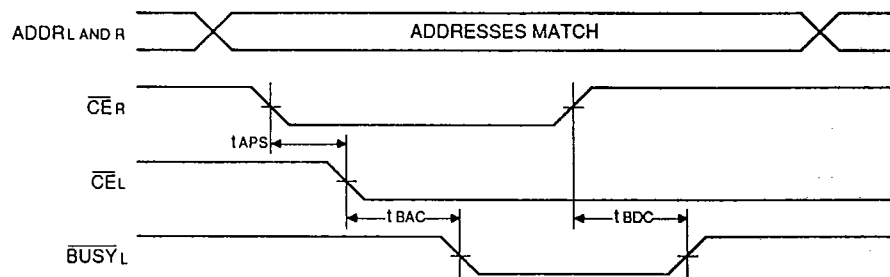 ADDRL AND R
ADDRESSES MATCH
CER
tAPS
CEL
tBAC
tBDC
BUSYL